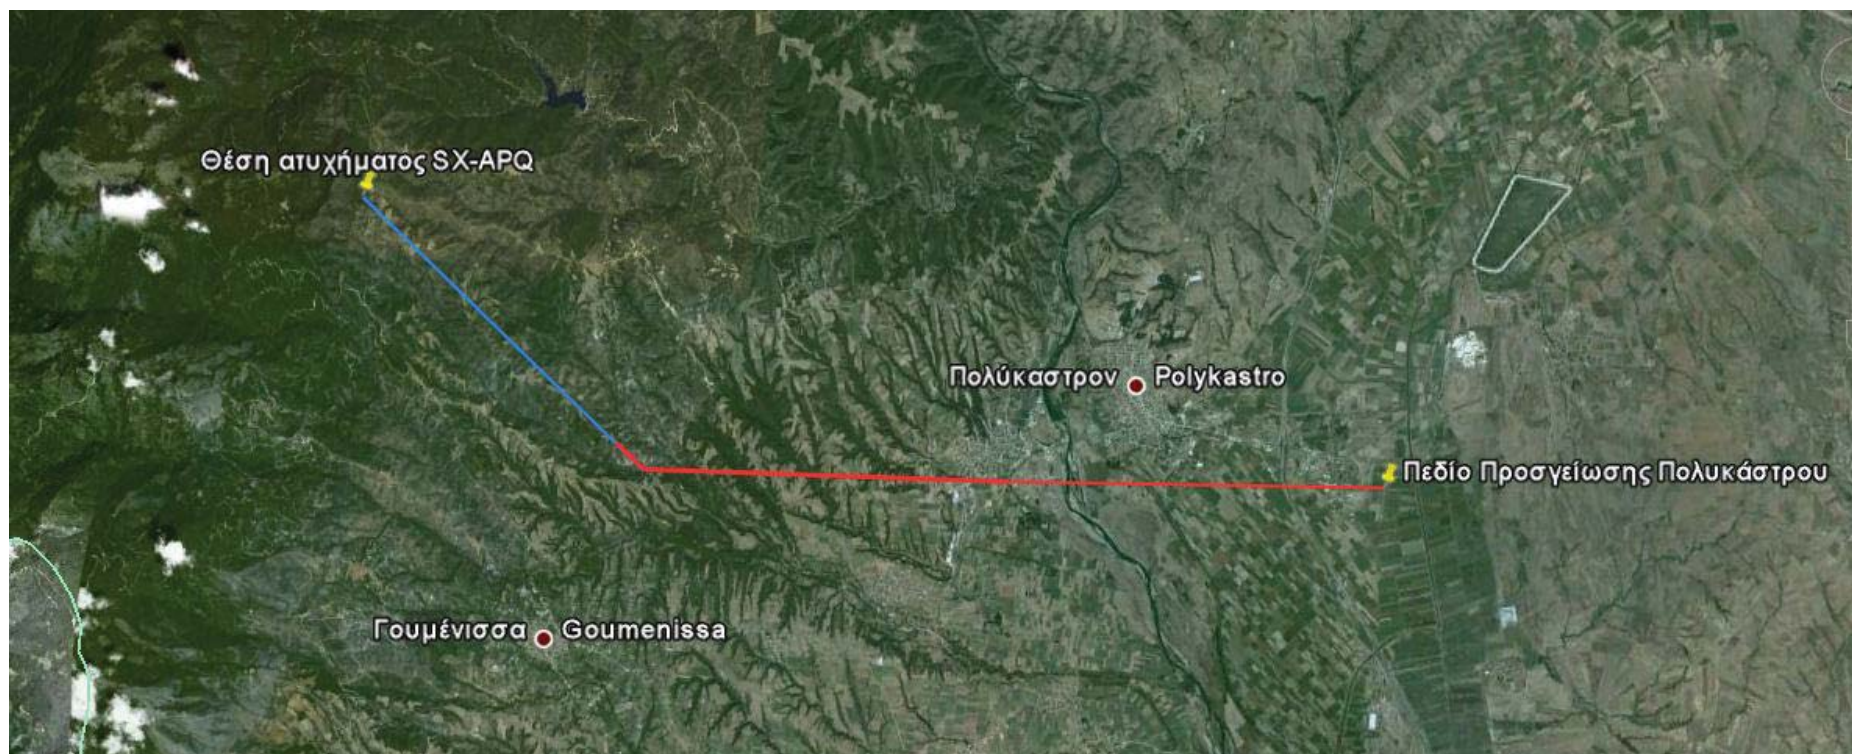 Θέση ατυχήματος SX-APQ
Πολύκαστρον Polykastro
Πεδίο Προσγείωσης Πολυκάστρου
Γουμένισσα Goumenissa